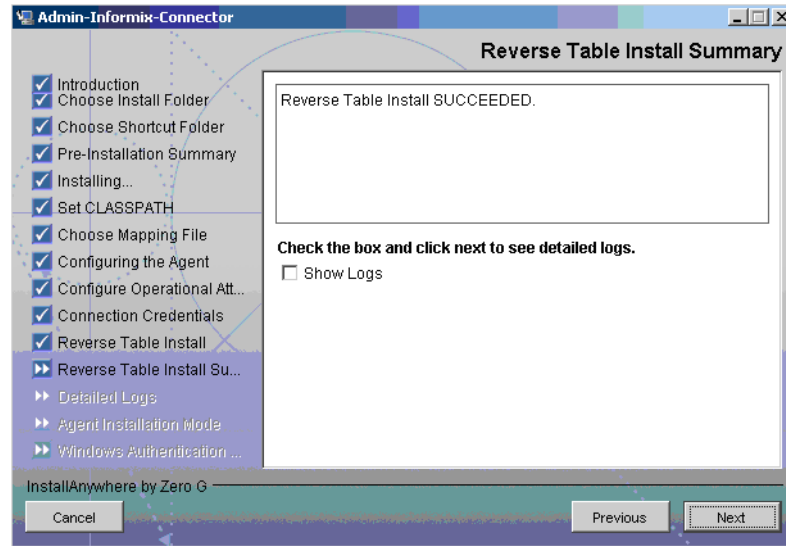 Admin-Informix-Connector
Reverse Table Install Summary
Introduction
Choose Install Folder
Choose Shortcut Folder
Pre-Installation Summary
Installing...
Set CLASSPATH
Choose Mapping File
Configuring the Agent
Configure Operational Att...
Connection Credentials
Reverse Table Install
Reverse Table Install Su...
Detailed Logs
Agent Installation Mode
Windows Authentication ...
Reverse Table Install SUCCEEDED.
Check the box and click next to see detailed logs.
Show Logs
InstallAnywhere by Zero G
Cancel
Previous
Next